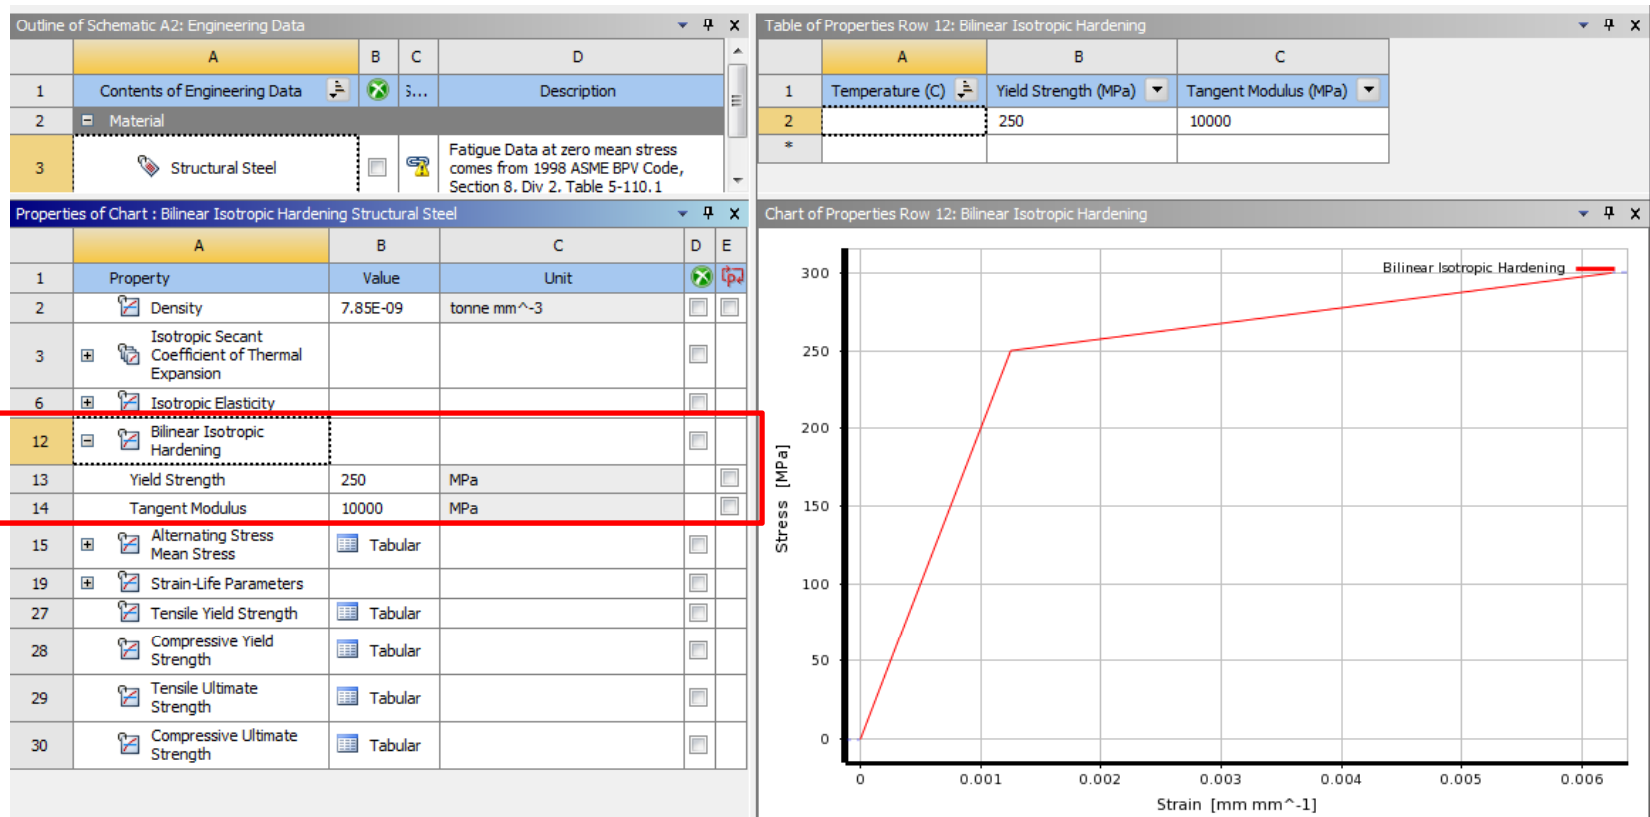 Outline of Schematic A2: Engineering Data
A B C D
1 Contents of Engineering Data Description
2 Material
3 Structural Steel
Fatigue Data at zero mean stress
comes from 1998 ASME BPV Code,
Section 8, Div 2, Table 5-110.1
Table of Properties Row 12: Bilinear Isotropic Hardening
A B C
1 Temperature (C) Yield Strength (MPa) Tangent Modulus (MPa)
2 250 10000
*
Properties of Chart : Bilinear Isotropic Hardening Structural Steel
A B C D E
1 Property Value Unit
2 Density 7.85E-09 tonne mm^-3
3 Isotropic Secant
Coefficient of Thermal
Expansion
6 Isotropic Elasticity
12 Bilinear Isotropic
Hardening
13 Yield Strength 250 MPa
14 Tangent Modulus 10000 MPa
15 Alternating Stress
Mean Stress Tabular
19 Strain-Life Parameters
27 Tensile Yield Strength Tabular
28 Compressive Yield
Strength Tabular
29 Tensile Ultimate
Strength Tabular
30 Compressive Ultimate
Strength Tabular
Chart of Properties Row 12: Bilinear Isotropic Hardening
Bilinear Isotropic Hardening
300
250
200
150
100
50
0
Stress [MPa]
0 0.001 0.002 0.003 0.004 0.005 0.006
Strain [mm mm^-1]